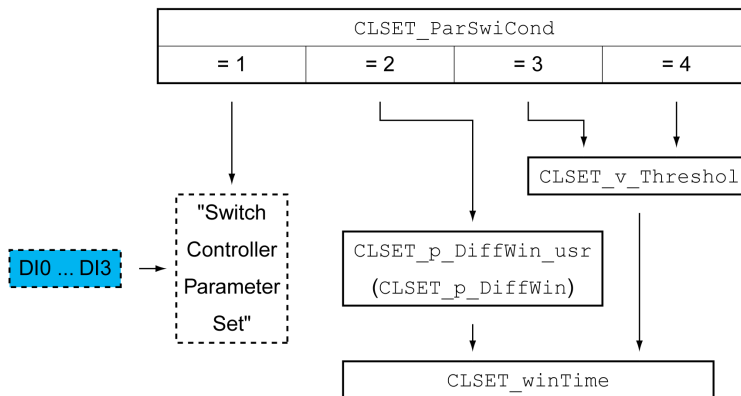 CLSET_ParSwiCond
= 1
= 2
= 3
= 4
CLSET_v_Threshol
"Switch
Controller
Parameter
Set"
DI0 ... DI3
CLSET_p_DiffWin_usr
(CLSET_p_DiffWin)
CLSET_winTime